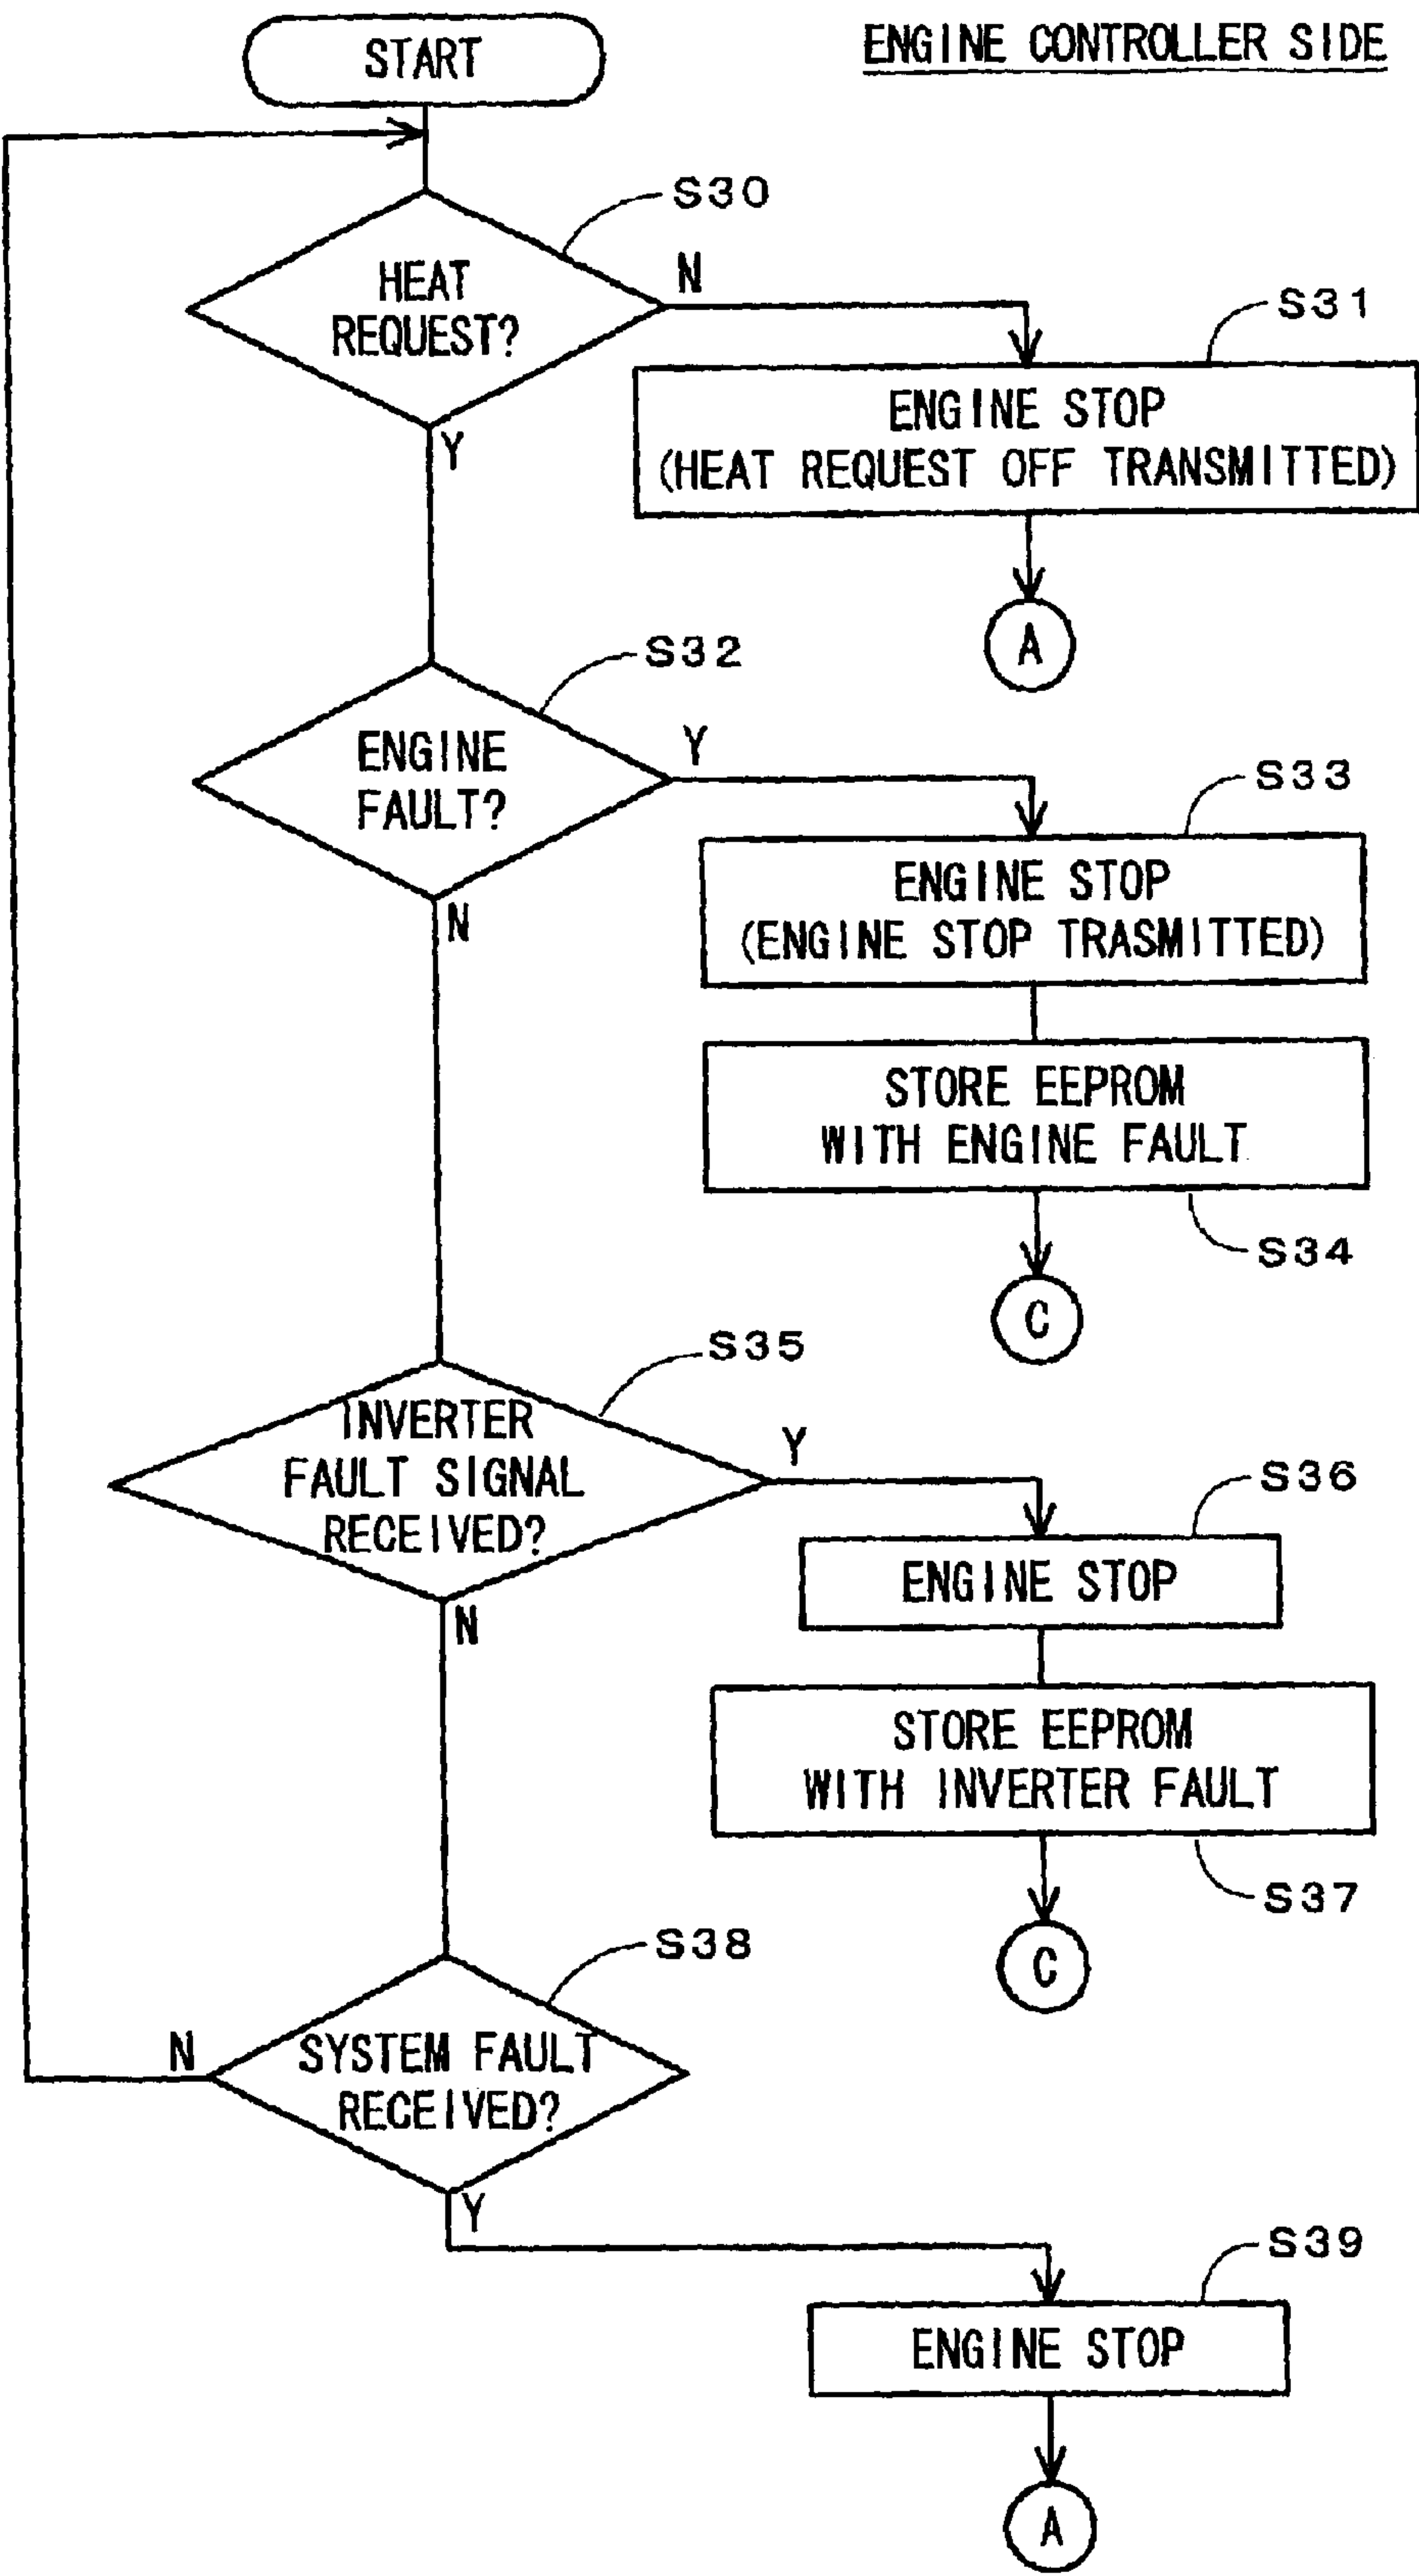 START
ENGINE CONTROLLER SIDE
S30
HEAT
REQUEST?
N
Y
S31
ENGINE STOP
(HEAT REQUEST OFF TRANSMITTED)
A
S32
ENGINE
FAULT?
Y
N
S33
ENGINE STOP
(ENGINE STOP TRASMITTED)
STORE EEPROM
WITH ENGINE FAULT
S34
C
S35
INVERTER
FAULT SIGNAL
RECEIVED?
Y
N
S36
ENGINE STOP
STORE EEPROM
WITH INVERTER FAULT
S37
C
S38
SYSTEM FAULT
RECEIVED?
N
Y
S39
ENGINE STOP
A